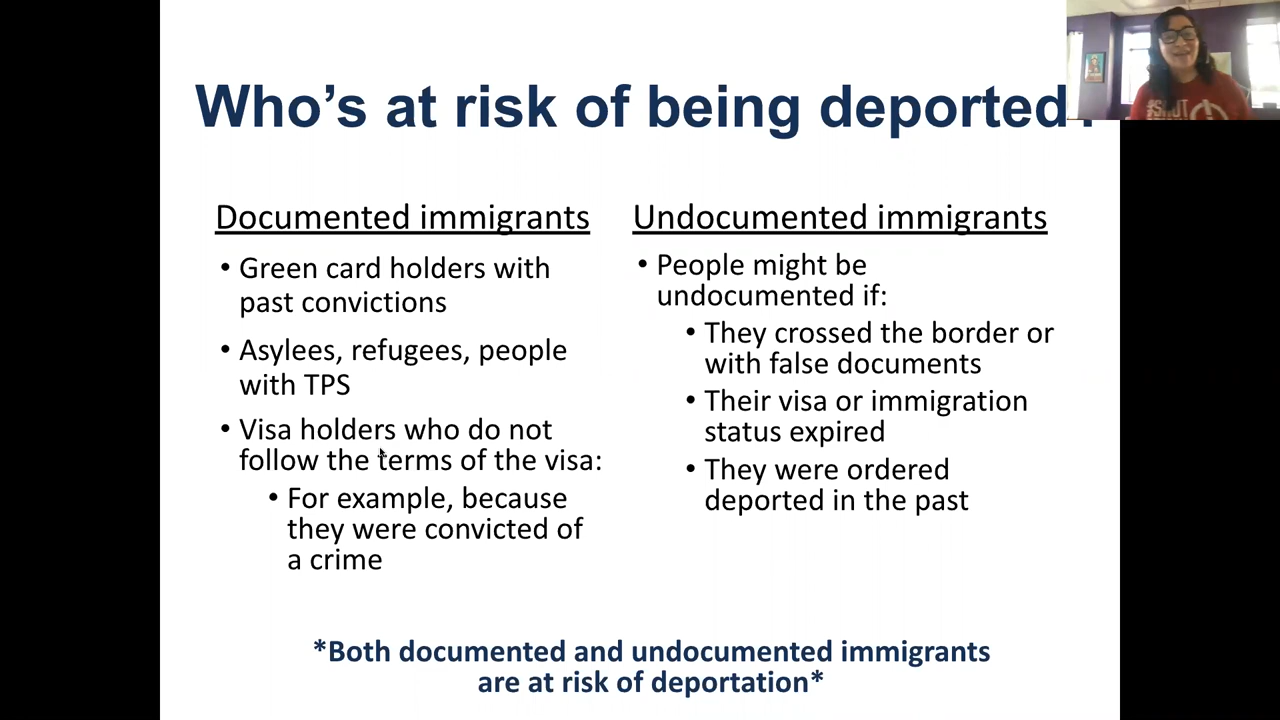 Who's at risk of being deported?
Documented immigrants
• Green card holders with
past convictions
• Asylees, refugees, people
with TPS
• Visa holders who do not
follow the terms of the visa:
• For example, because
they were convicted of
a crime
Undocumented immigrants
• People might be
undocumented if:
• They crossed the border or
with false documents
• Their visa or immigration
status expired
• They were ordered
deported in the past
*Both documented and undocumented immigrants
are at risk of deportation*